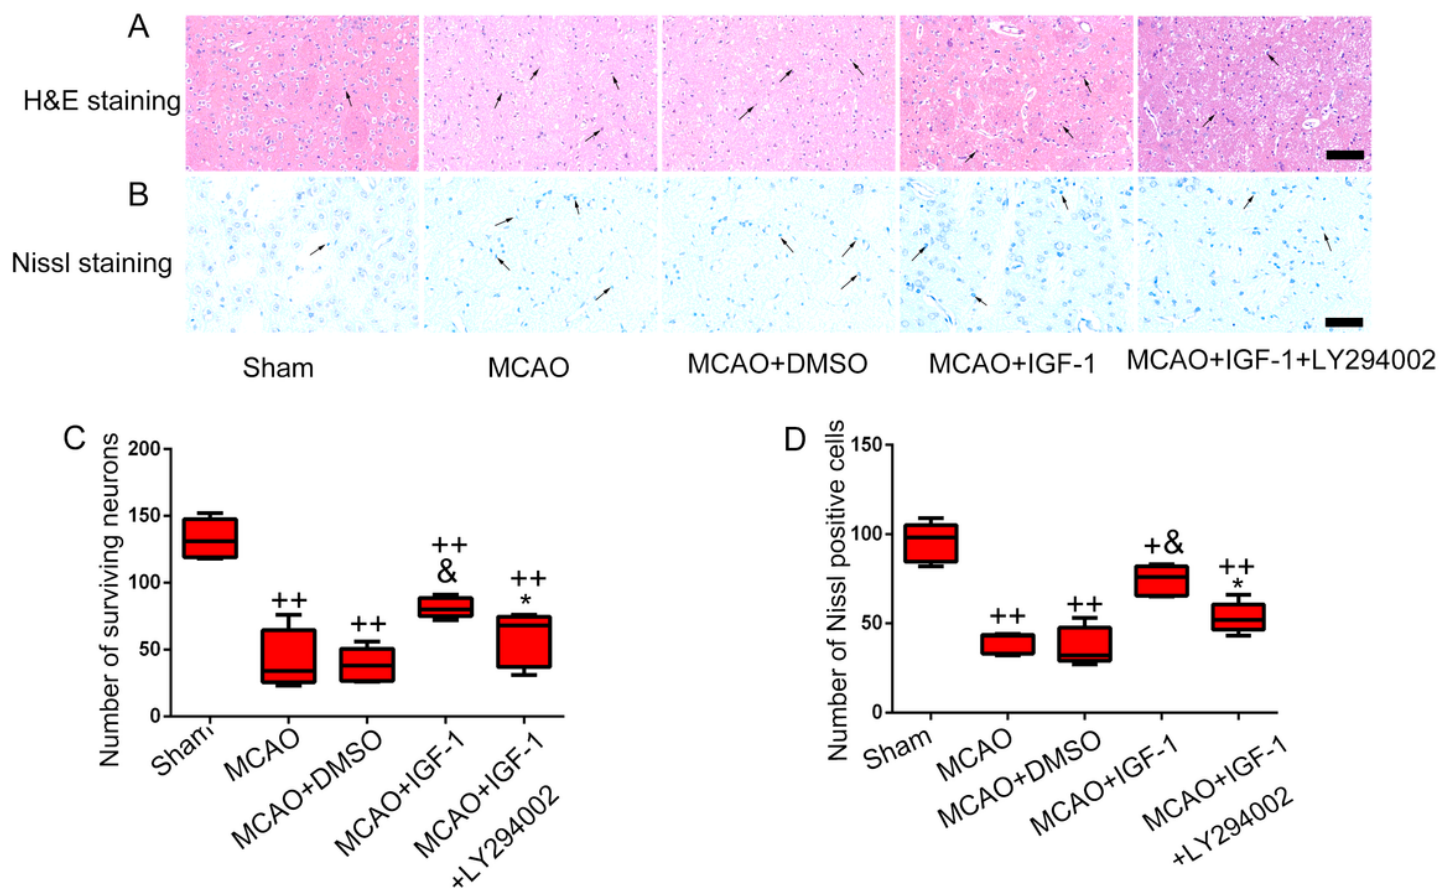 A
H&E staining
B
Nissl staining
Sham
MCAO
MCAO+DMSO
MCAO+IGF-1
MCAO+IGF-1+LY294002
C
Number of surviving neurons
200
150
100
50
0
++
++
++
&
++
*
Sham
MCAO
MCAO+DMSO
MCAO+IGF-1
MCAO+IGF-1
+LY294002
D
Number of Nissl positive cells
150
100
50
0
++
++
+&
++
*
Sham
MCAO
MCAO+DMSO
MCAO+IGF-1
MCAO+IGF-1
+LY294002